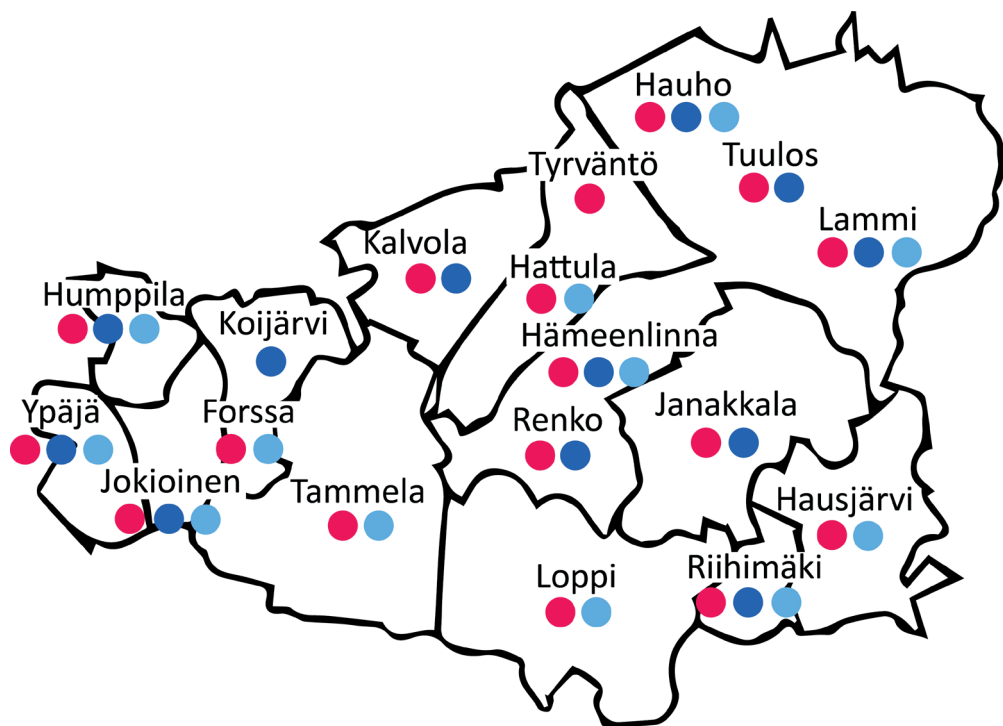 Hauho
Tuulos
Tyrväntö
Lammi
Kalvola
Hattula
Humppila
Koijärvi
Hämeenlinna
Ypäjä
Forssa
Renko
Janakkala
Jokioinen
Tammela
Hausjärvi
Loppi
Riihimäki